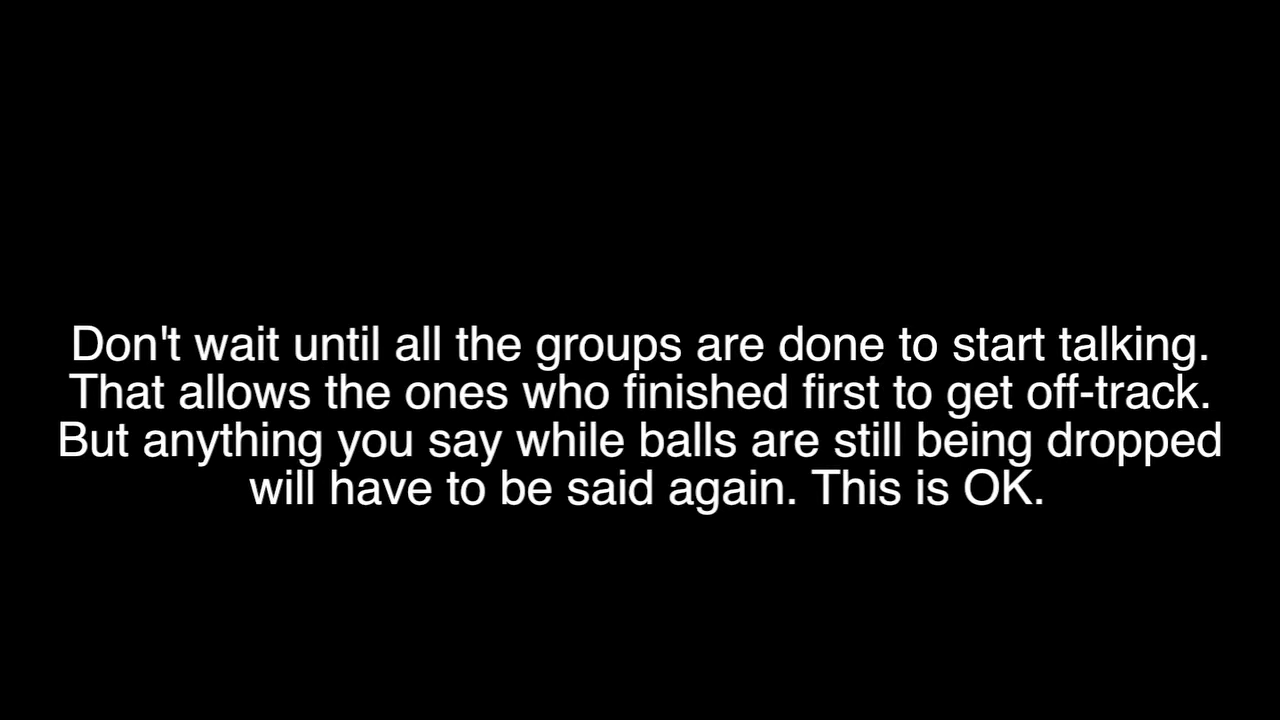 Don't wait until all the groups are done to start talking.
That allows the ones who finished first to get off-track.
But anything you say while balls are still being dropped
will have to be said again. This is OK.